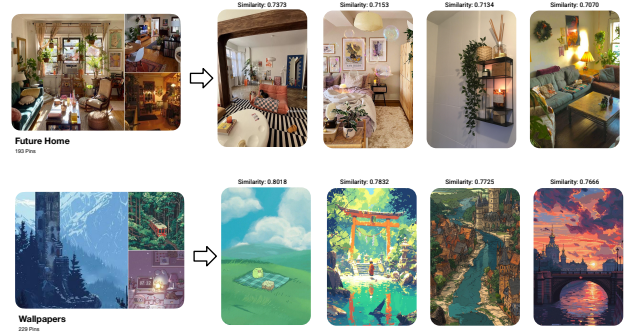 Similarity: 0.7373
Similarity: 0.7153
Similarity: 0.7134
Similarity: 0.7070
Future Home
193 Pins
Similarity: 0.8018
Similarity: 0.7832
Similarity: 0.7725
Similarity: 0.7666
Wallpapers
229 Pins